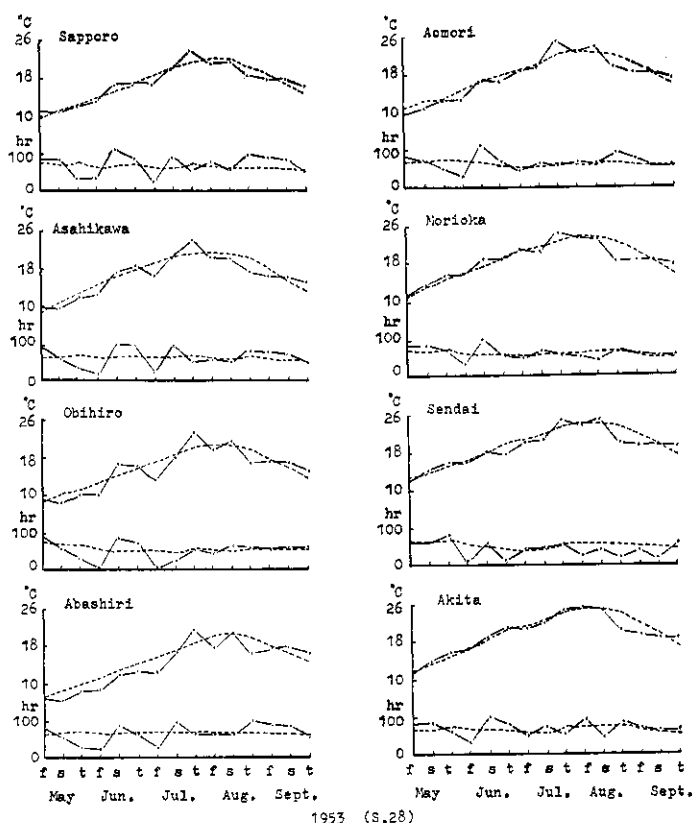 °C
26
Sapporo
18
10
hr
100
0
26
Asahikawa
18
10
hr
100
0
26
Obihiro
18
10
hr
100
0
°C
26
Abashiri
18
10
hr
100
0
f s t f s t f s t f s t f s t
May Jun. Jul. Aug. Sept.
°C
26
Aomori
18
10
hr
100
0
°C
26
Morioka
18
10
hr
100
0
°C
26
Sendai
18
10
hr
100
0
°C
26
Akita
18
10
hr
100
0
f s t f s t f s t f s t f s t
May Jun. Jul. Aug. Sept.
1953 (S.28)